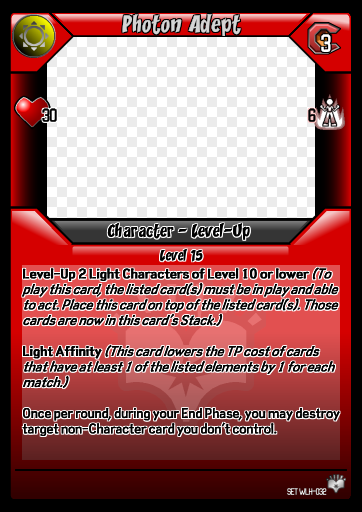 Photon Adept
3
30
6
Character - Level-Up
Level 15
Level-Up 2 Light Characters of Level 10 or lower (To
play this card, the listed card(s) must be in play and able
to act. Place this card on top of the listed card(s). Those
cards are now in this card's Stack.)
Light Affinity (This card lowers the TP cost of cards
that have at least 1 of the listed elements by 1 for each
match.)
Once per round, during your End Phase, you may destroy
target non-Character card you don't control.
SET WLH-032